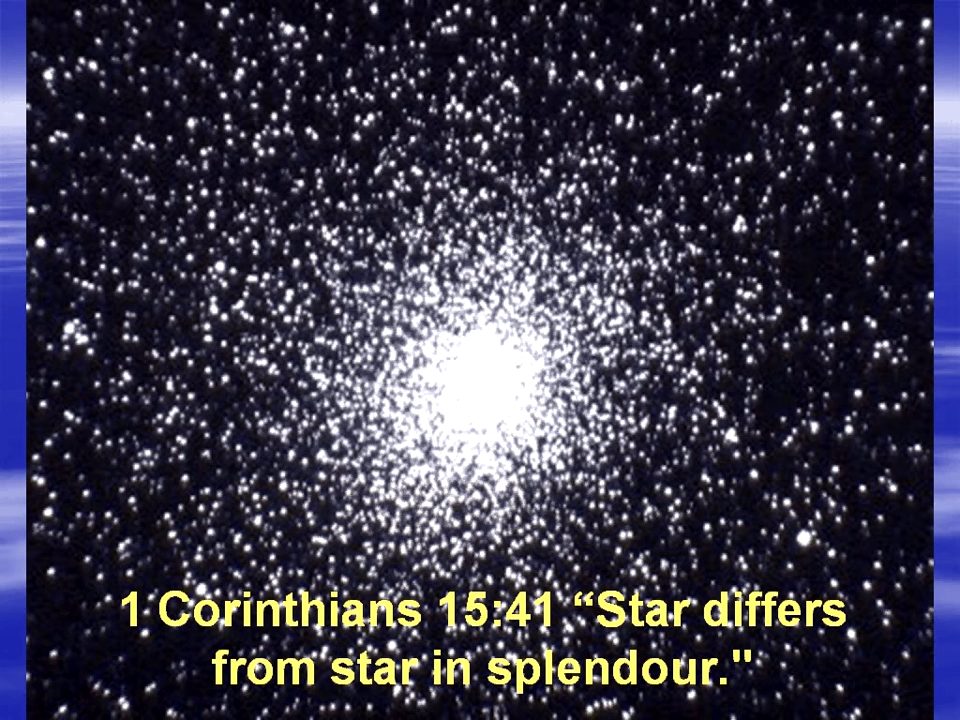 1 Corinthians 15:41 “Star differs
from star in splendour."